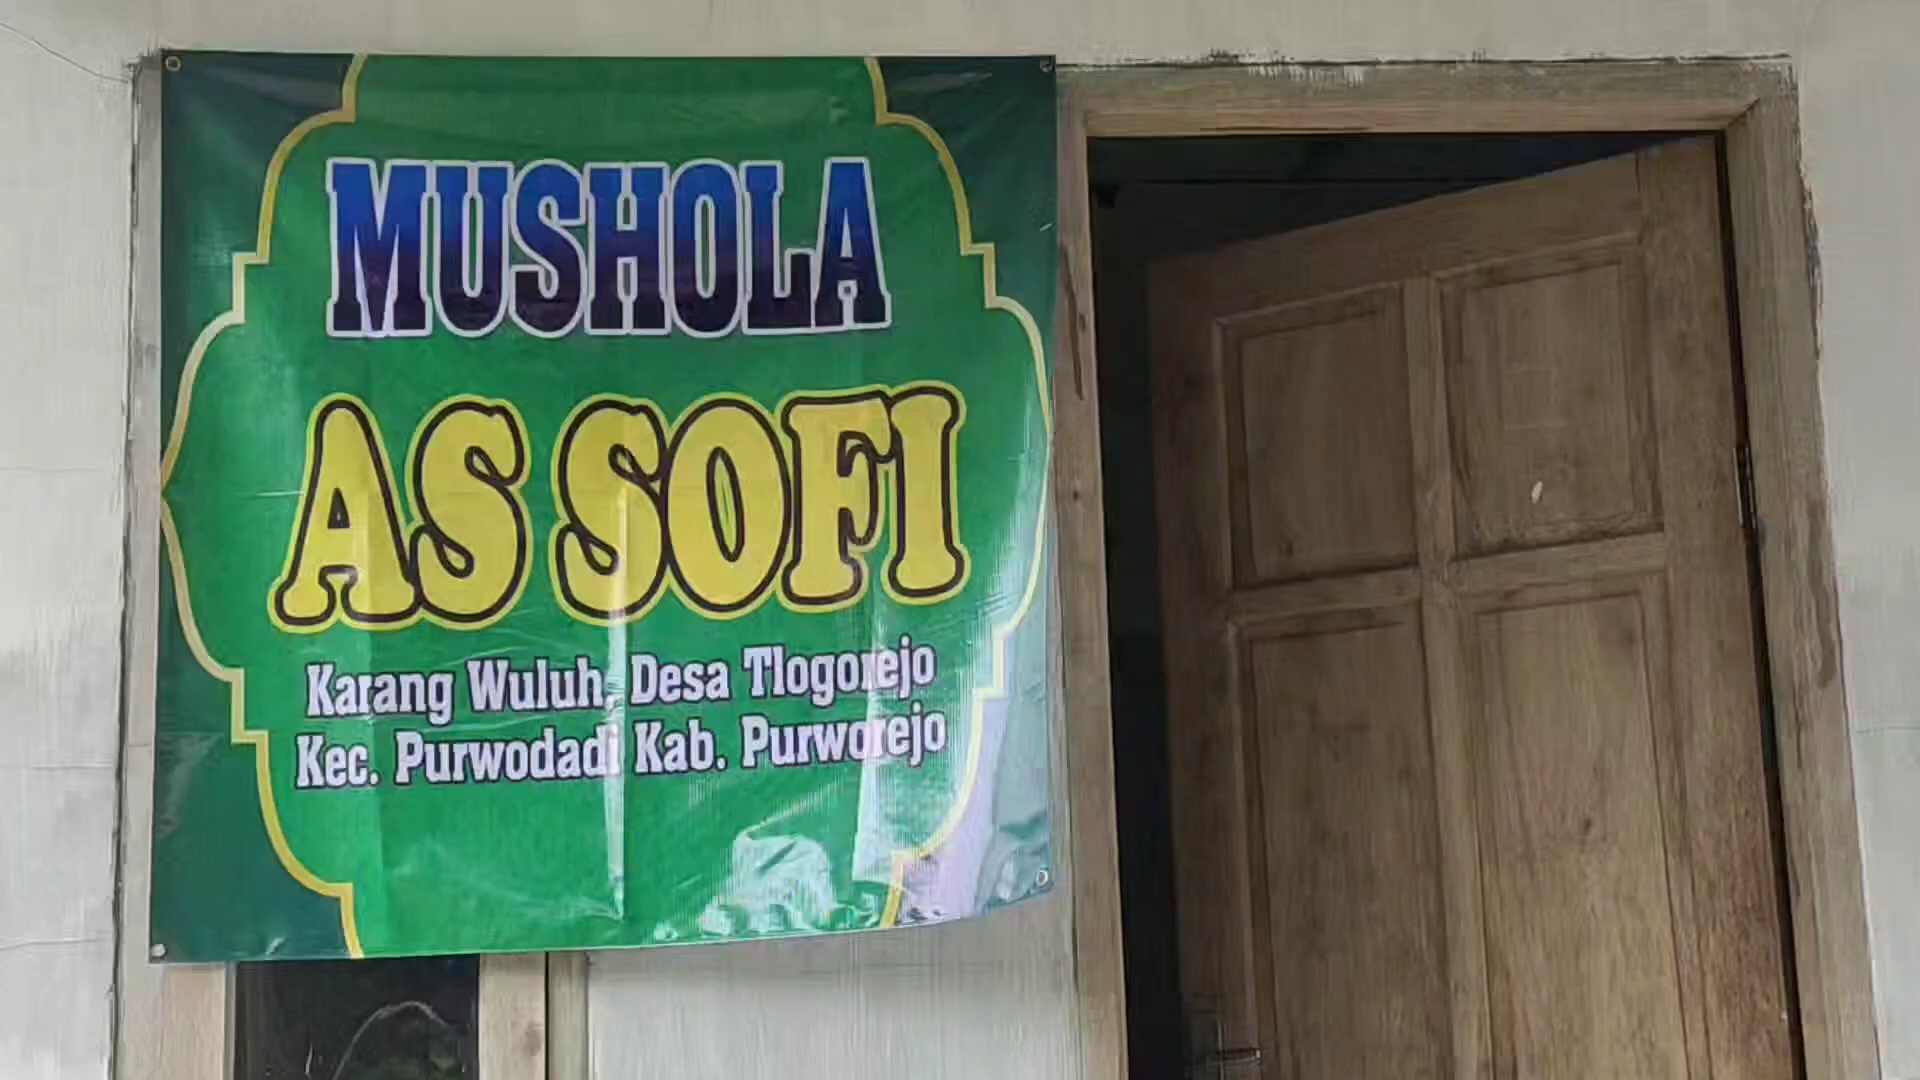 MUSHOLA
AS SOFI
Karang Wuluh, Desa Tlogorejo
Kec. Purwodadi Kab. Purworejo